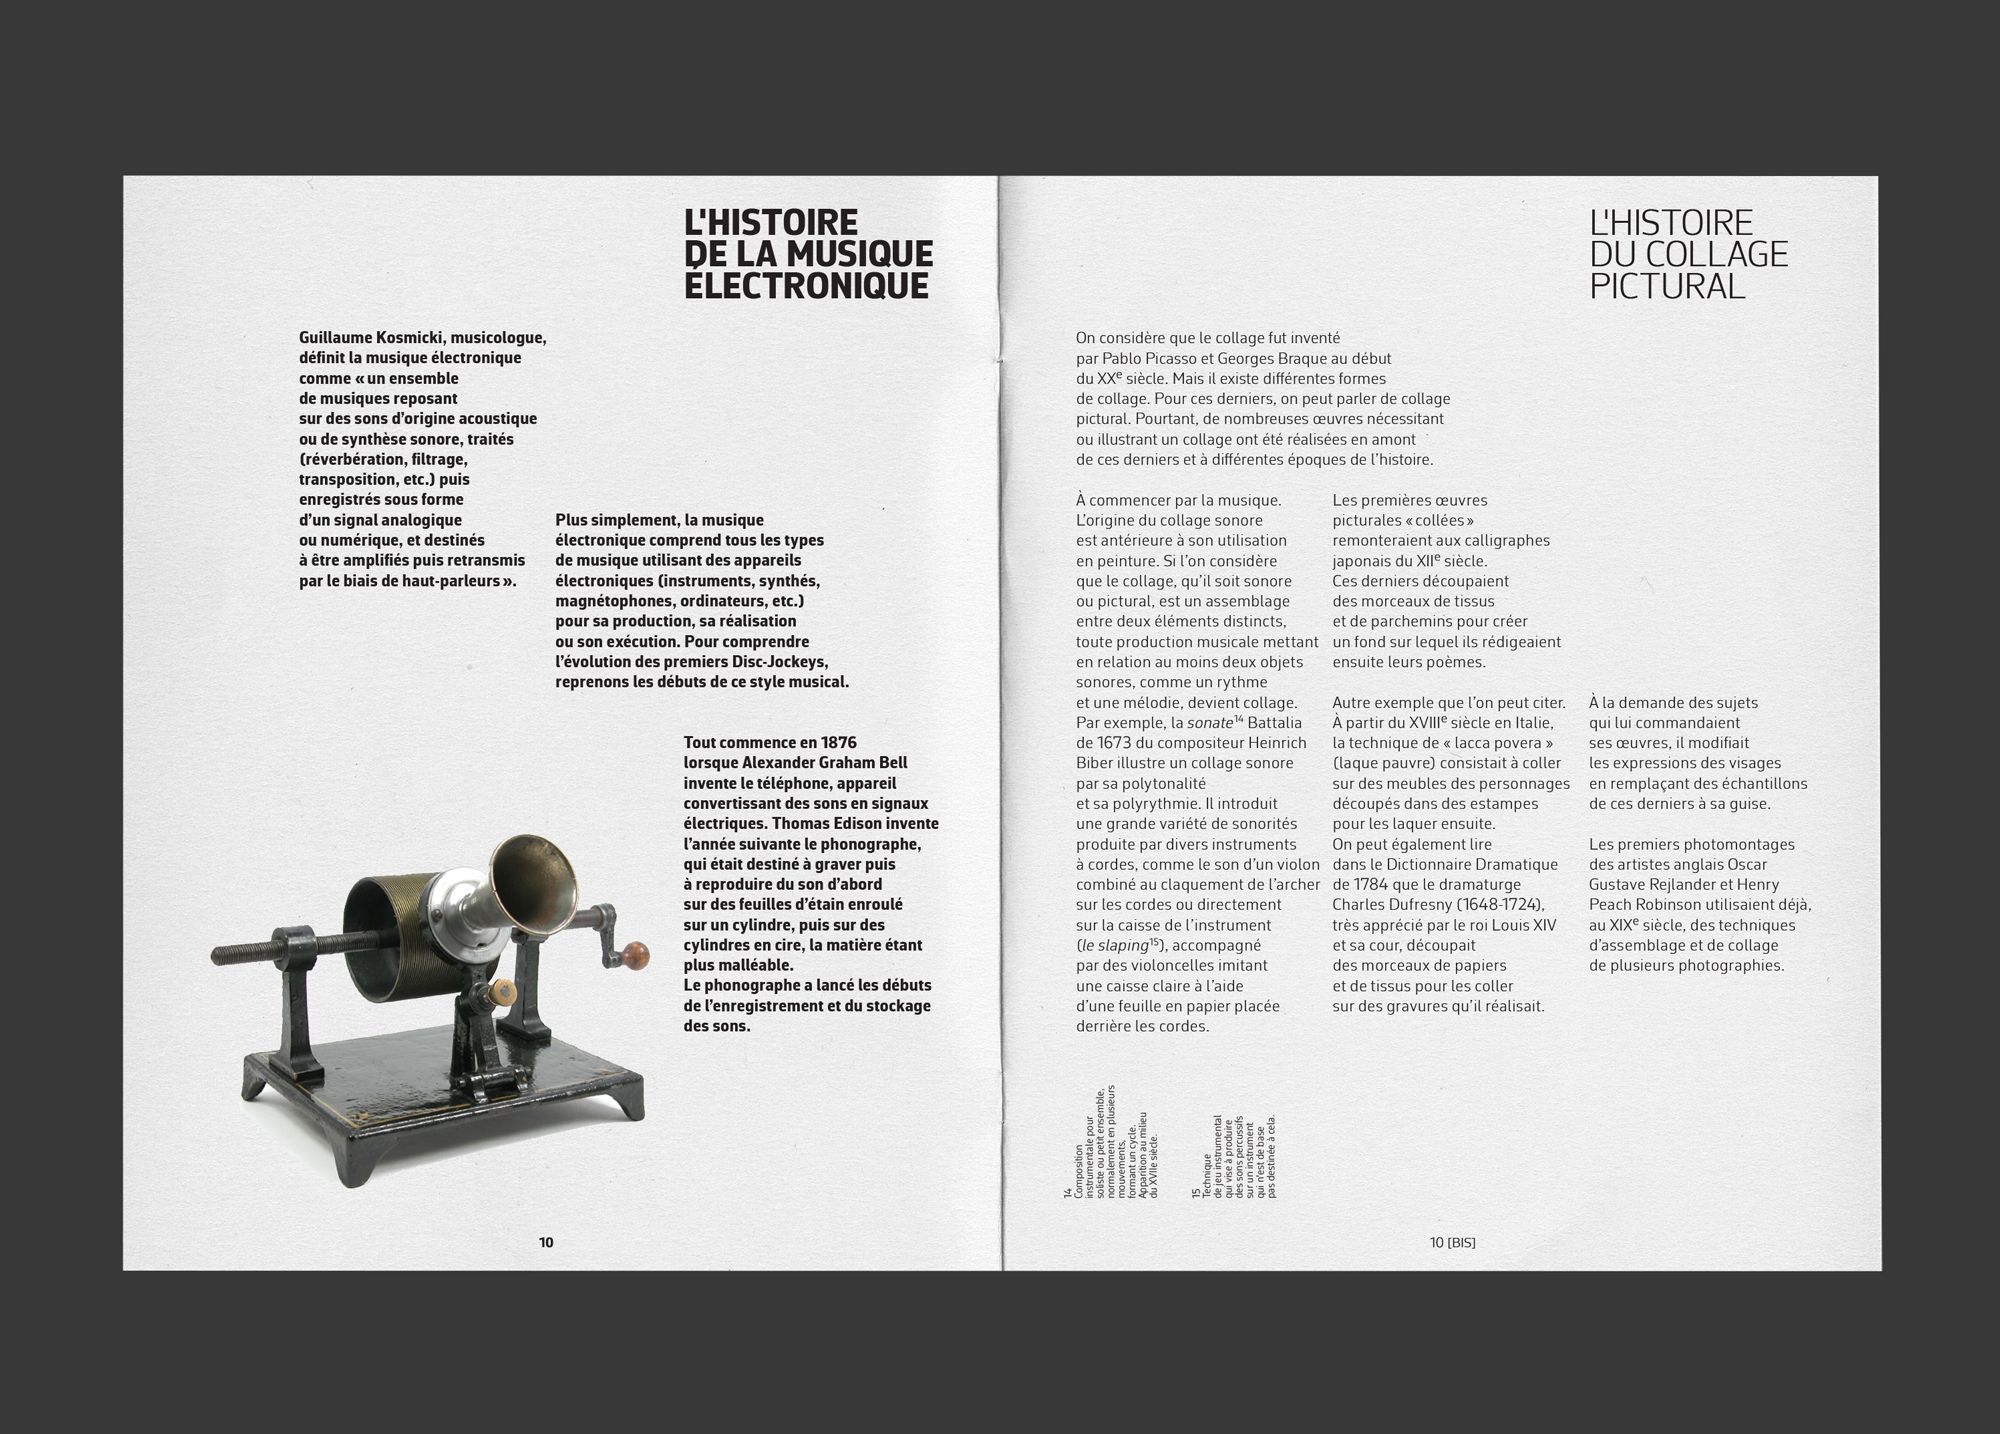 L'HISTOIRE
DE LA MUSIQUE
ÉLECTRONIQUE
Guillaume Kosmicki, musicologue,
définit la musique électronique
comme « un ensemble
de musiques reposant
sur des sons d’origine acoustique
ou de synthèse sonore, traités
(réverbération, filtrage,
transposition, etc.) puis
enregistrés sous forme
d’un signal analogique
ou numérique, et destinés
à être amplifiés puis retransmis
par le biais de haut-parleurs ».
Plus simplement, la musique
électronique comprend tous les types
de musique utilisant des appareils
électroniques (instruments, synthés,
magnétophones, ordinateurs, etc.)
pour sa production, sa réalisation
ou son exécution. Pour comprendre
l’évolution des premiers Disc-Jockeys,
reprenons les débuts de ce style musical.
Tout commence en 1876
lorsque Alexander Graham Bell
invente le téléphone, appareil
convertissant des sons en signaux
électriques. Thomas Edison invente
l’année suivante le phonographe,
qui était destiné à graver puis
à reproduire du son d’abord
sur des feuilles d’étain enroulé
sur un cylindre, puis sur des
cylindres en cire, la matière étant
plus malléable.
Le phonographe a lancé les débuts
de l’enregistrement et du stockage
des sons.
10
L'HISTOIRE
DU COLLAGE
PICTURAL
On considère que le collage fut inventé
par Pablo Picasso et Georges Braque au début
du XXe siècle. Mais il existe différentes formes
de collage. Pour ces derniers, on peut parler de collage
pictural. Pourtant, de nombreuses œuvres nécessitant
ou illustrant un collage ont été réalisées en amont
de ces derniers et à différentes époques de l’histoire.
À commencer par la musique.
L’origine du collage sonore
est antérieure à son utilisation
en peinture. Si l’on considère
que le collage, qu’il soit sonore
ou pictural, est un assemblage
entre deux éléments distincts,
toute production musicale mettant
en relation au moins deux objets
sonores, comme un rythme
et une mélodie, devient collage.
Par exemple, la sonate14 Battalia
de 1673 du compositeur Heinrich
Biber illustre un collage sonore
par sa polytonalité
et sa polyrythmie. Il introduit
une grande variété de sonorités
produite par divers instruments
à cordes, comme le son d’un violon
combiné au claquement de l’archer
sur les cordes ou directement
sur la caisse de l’instrument
(le slaping15), accompagné
par des violoncelles imitant
une caisse claire à l’aide
d’une feuille en papier placée
derrière les cordes.
Les premières œuvres
picturales « collées »
remonteraient aux calligraphes
japonais du XIIe siècle.
Ces derniers découpaient
des morceaux de tissus
et de parchemins pour créer
un fond sur lequel ils rédigeaient
ensuite leurs poèmes.
Autre exemple que l’on peut citer.
À partir du XVIIIe siècle en Italie,
la technique de « lacca povera »
(laque pauvre) consistait à coller
sur des meubles des personnages
découpés dans des estampes
pour les laquer ensuite.
On peut également lire
dans le Dictionnaire Dramatique
de 1784 que le dramaturge
Charles Dufresny (1648-1724),
très apprécié par le roi Louis XIV
et sa cour, découpait
des morceaux de papiers
et de tissus pour les coller
sur des gravures qu’il réalisait.
À la demande des sujets
qui lui commandaient
ses œuvres, il modifiait
les expressions des visages
en remplaçant des échantillons
de ces derniers à sa guise.
Les premiers photomontages
des artistes anglais Oscar
Gustave Rejlander et Henry
Peach Robinson utilisaient déjà,
au XIXe siècle, des techniques
d’assemblage et de collage
de plusieurs photographies.
14
Composition
instrumentale pour
soliste ou petit ensemble,
normalement en plusieurs
mouvements,
formant un cycle.
Apparition au milieu
du XVIIe siècle.
15
Technique
de jeu instrumental
qui vise à produire
des sons percussifs
sur un instrument
qui n’est de base
pas destinée à cela.
10 [BIS]